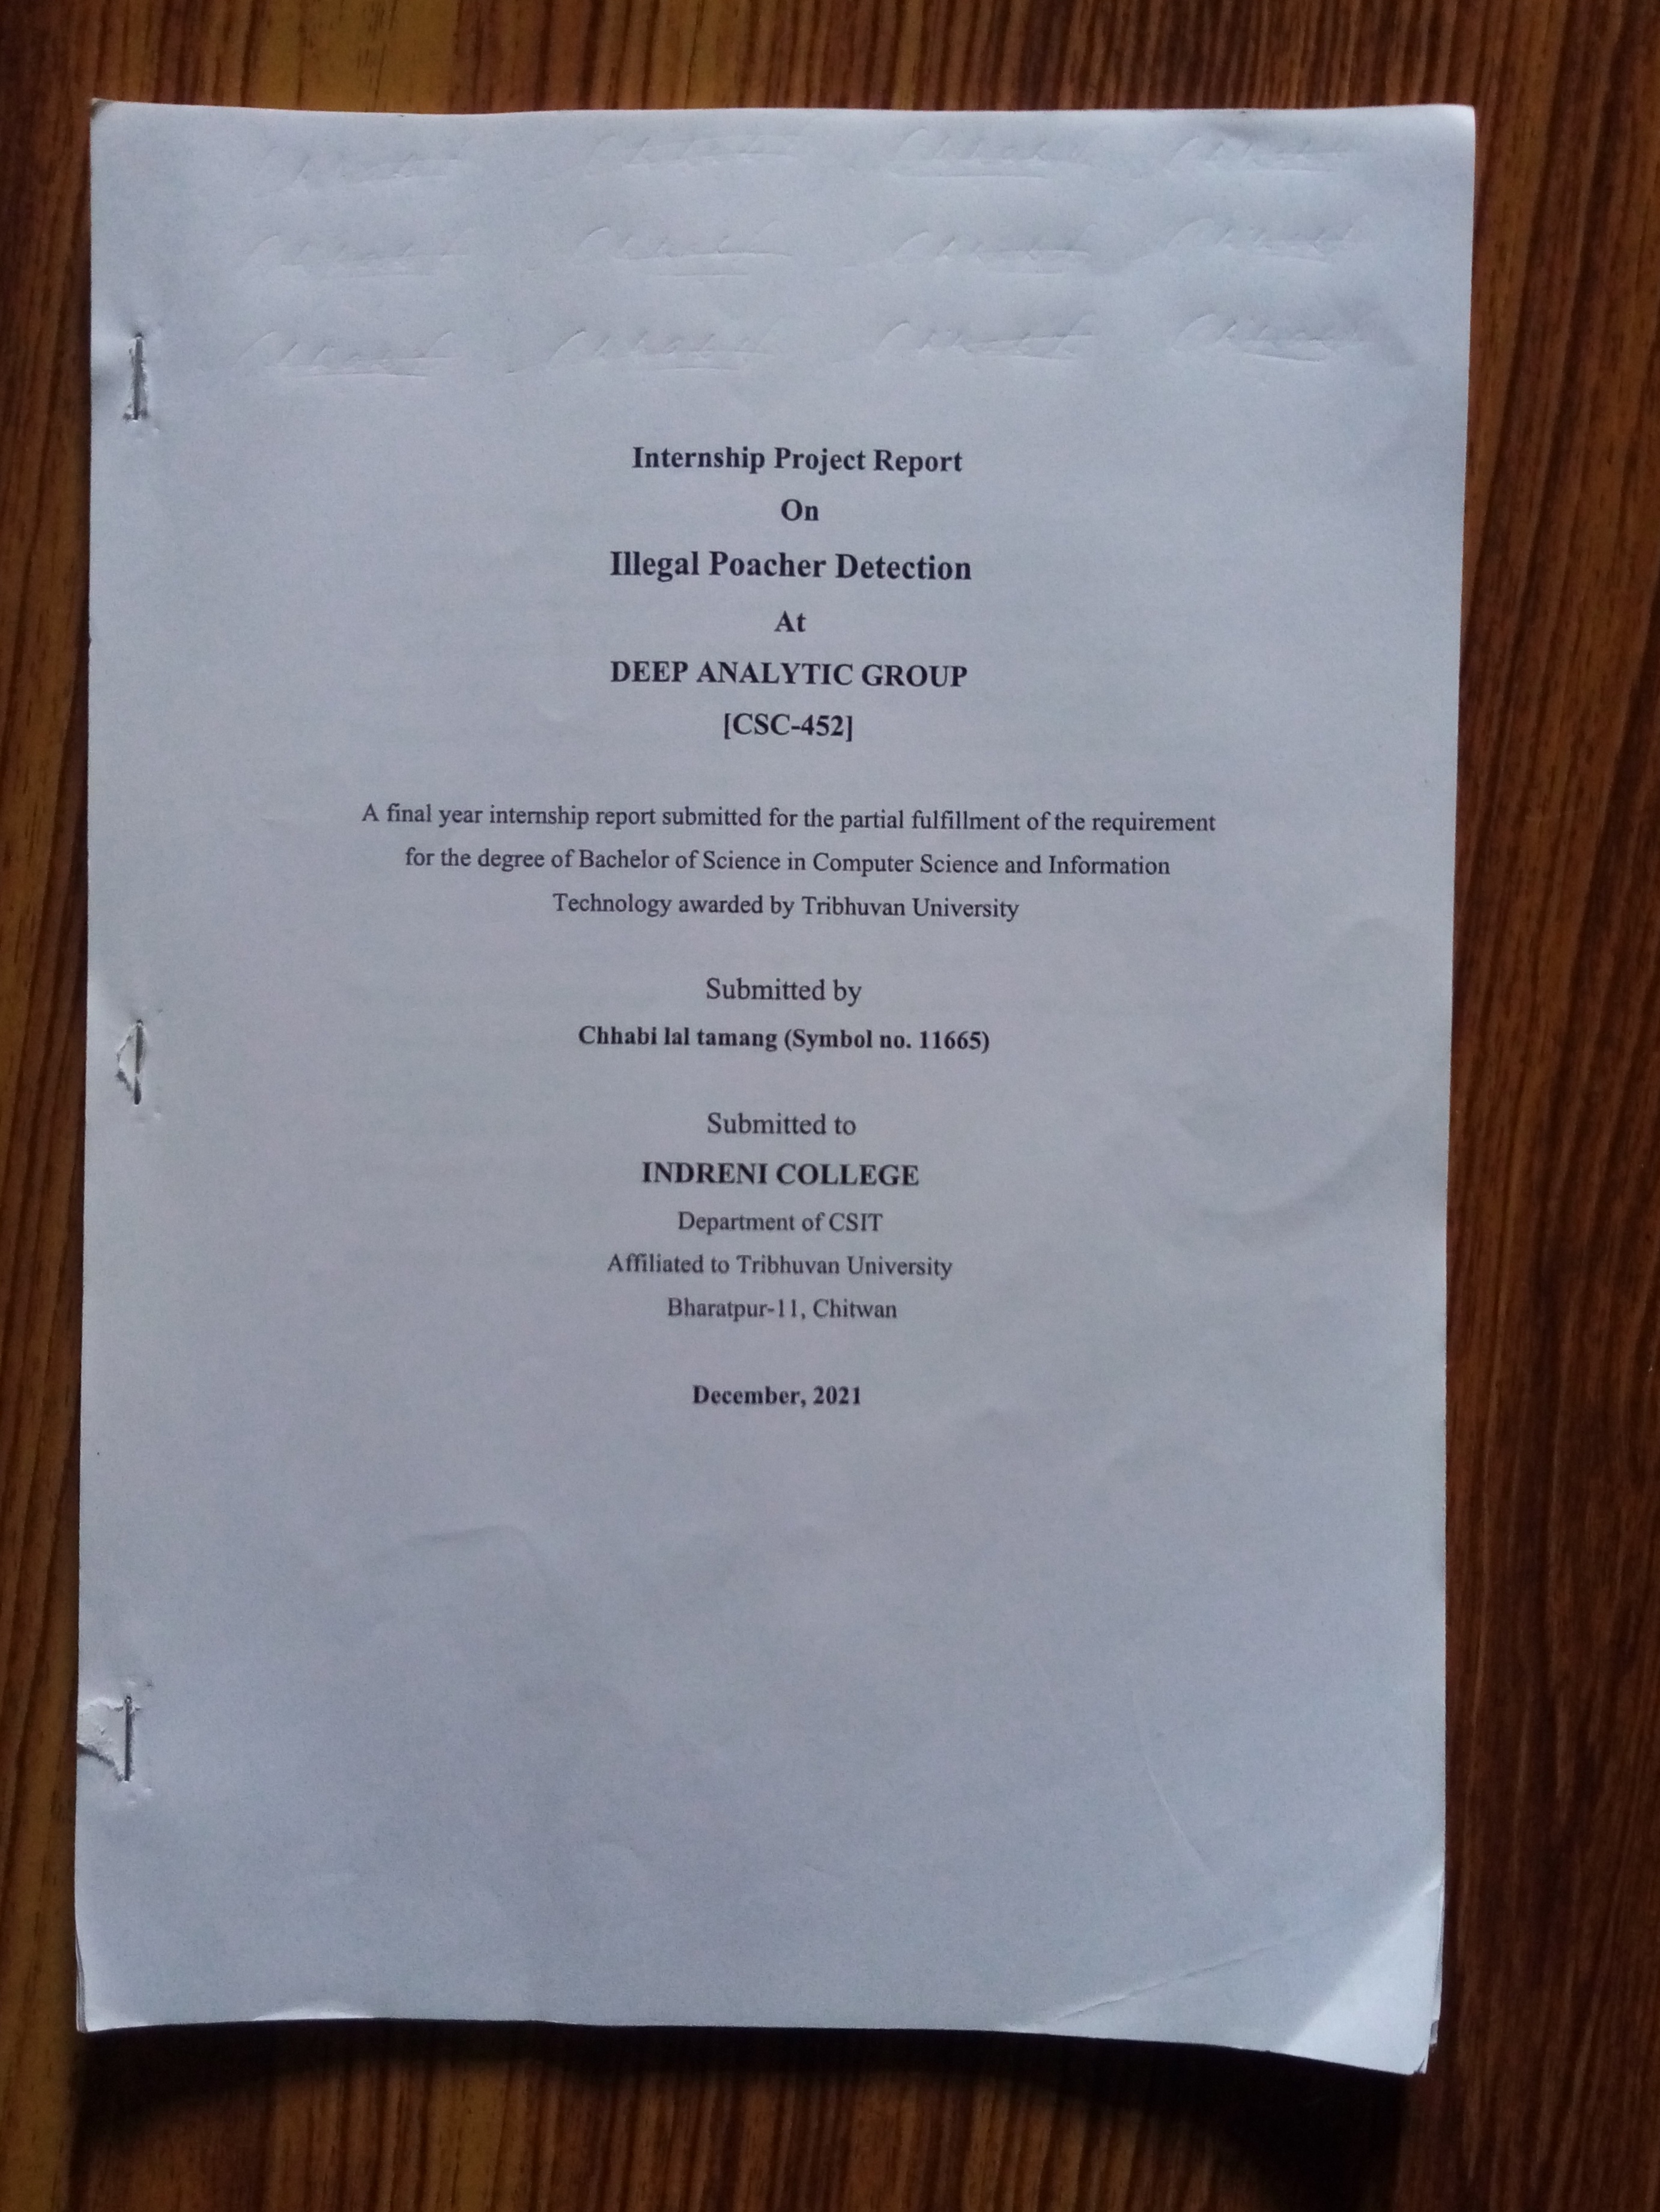 Internship Project Report
On
Illegal Poacher Detection
At
DEEP ANALYTIC GROUP
[CSC-452]
A final year internship report submitted for the partial fulfillment of the requirement
for the degree of Bachelor of Science in Computer Science and Information
Technology awarded by Tribhuvan University
Submitted by
Chhabi lal tamang (Symbol no. 11665)
Submitted to
INDRENI COLLEGE
Department of CSIT
Affiliated to Tribhuvan University
Bharatpur-11, Chitwan
December, 2021